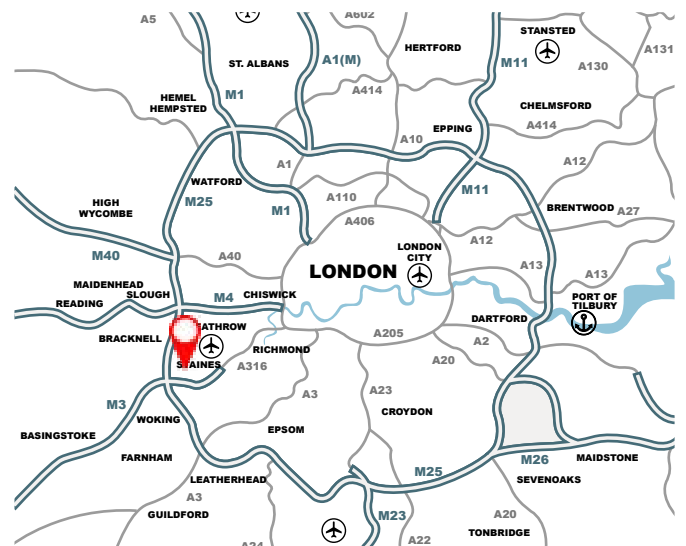 A5
A602
STANSTED
HERTFORD
A131
ST. ALBANS
A1(M)
M11
A130
HEMEL
HEMPSTED
M1
A414
CHELMSFORD
EPPING
A414
A10
A1
A12
WATFORD
M25
A110
M11
HIGH
WYCOMBE
M1
A406
BRENTWOOD
A27
M40
A40
LONDON
CITY
A12
LONDON
A13
A13
MAIDENHEAD
SLOUGH
M4
CHISWICK
READING
PORT OF
TILBURY
DARTFORD
ATHROW
BRACKNELL
A205
A2
RICHMOND
STAINES
A316
A20
A3
A23
M3
CROYDON
WOKING
BASINGSTOKE
EPSOM
FARNHAM
M26
MAIDSTONE
M25
LEATHERHEAD
SEVENOAKS
A3
GUILDFORD
M23
A20
TONBRIDGE
A22